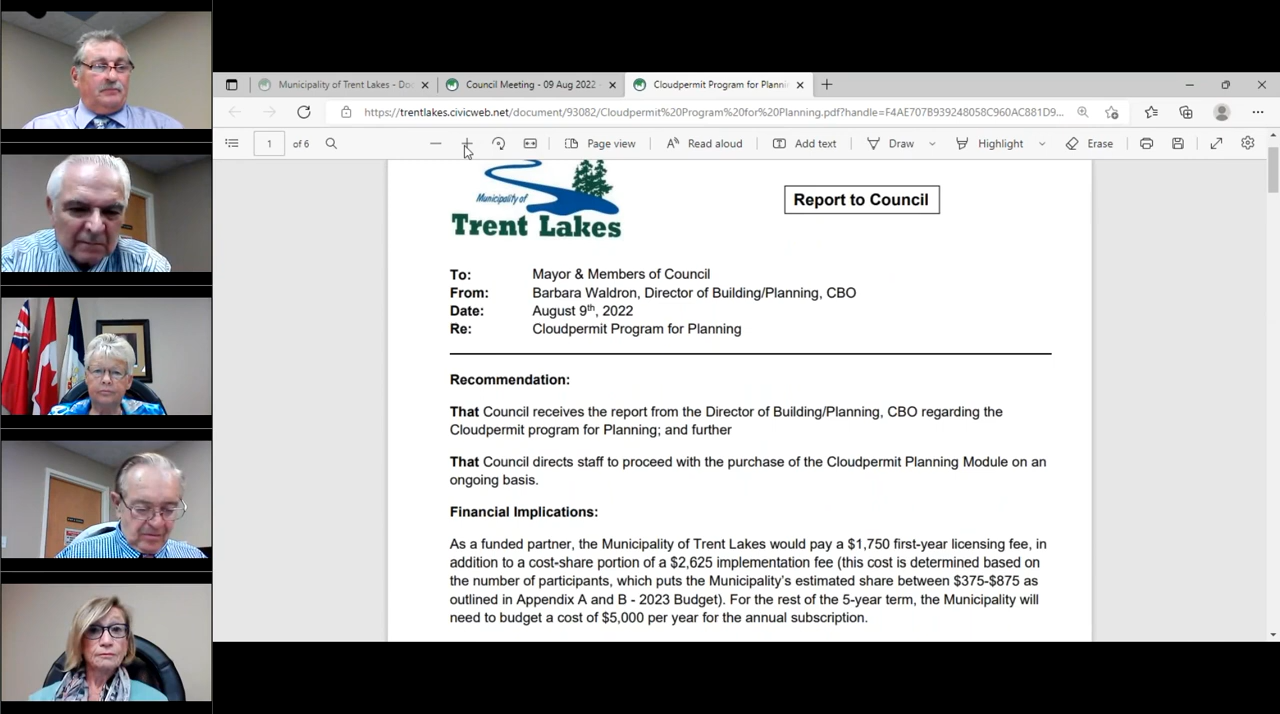 Municipality of Trent Lakes - Doc
Council Meeting - 09 Aug 2022
Cloudpermit Program for Plannin
https://trentlakes.civicweb.net/document/93082/Cloudpermit%20Program%20for%20Planning.pdf?handle=F4AE707B939248058C960AC881D9...
1 of 6
Page view
Read aloud
Add text
Draw
Highlight
Erase
Municipality of
Trent Lakes
Report to Council
To: Mayor & Members of Council
From: Barbara Waldron, Director of Building/Planning, CBO
Date: August 9th, 2022
Re: Cloudpermit Program for Planning
Recommendation:
That Council receives the report from the Director of Building/Planning, CBO regarding the
Cloudpermit program for Planning; and further
That Council directs staff to proceed with the purchase of the Cloudpermit Planning Module on an
ongoing basis.
Financial Implications:
As a funded partner, the Municipality of Trent Lakes would pay a $1,750 first-year licensing fee, in
addition to a cost-share portion of a $2,625 implementation fee (this cost is determined based on
the number of participants, which puts the Municipality's estimated share between $375-$875 as
outlined in Appendix A and B - 2023 Budget). For the rest of the 5-year term, the Municipality will
need to budget a cost of $5,000 per year for the annual subscription.